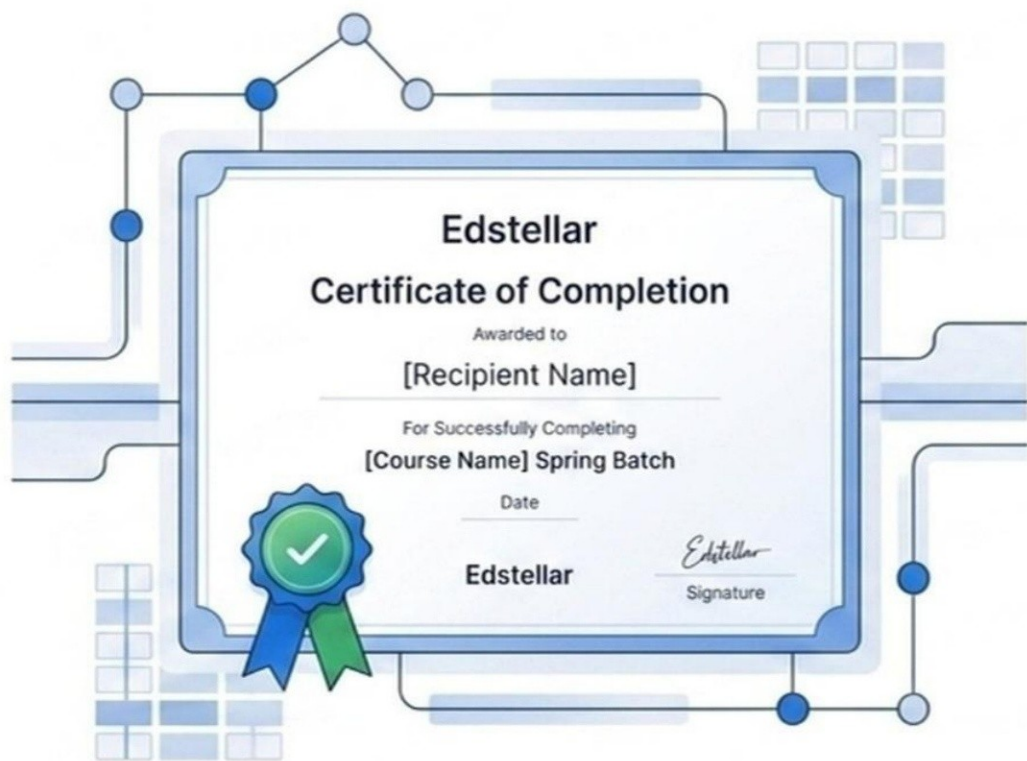 Edstellar
Certificate of Completion
Awarded to
[Recipient Name]
For Successfully Completing
[Course Name] Spring Batch
Date
Edstellar
Edstellar
Signature